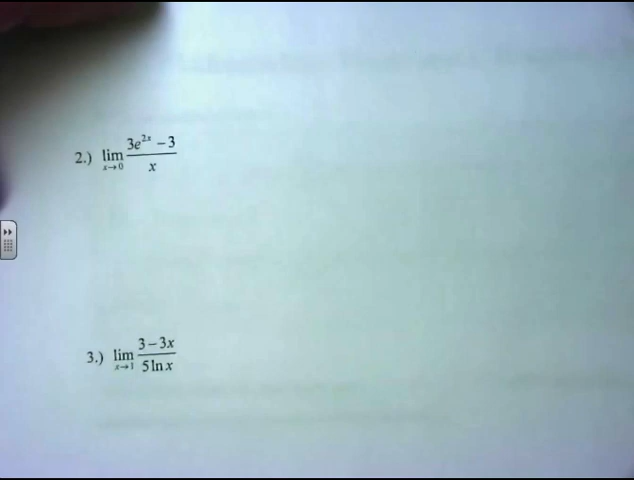 2.) lim x→0 (3e^{2x} − 3)/x
3.) lim x→1 (3−3x)/(5 ln x)